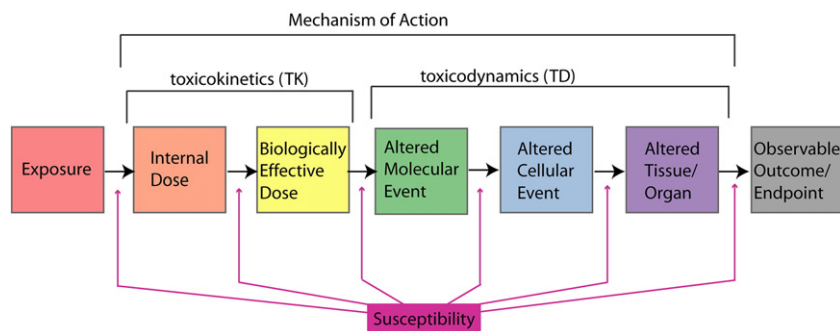 Mechanism of Action
toxicokinetics (TK)
toxicodynamics (TD)
Exposure
Internal
Dose
Biologically
Effective
Dose
Altered
Molecular
Event
Altered
Cellular
Event
Altered
Tissue/
Organ
Observable
Outcome/
Endpoint
Susceptibility